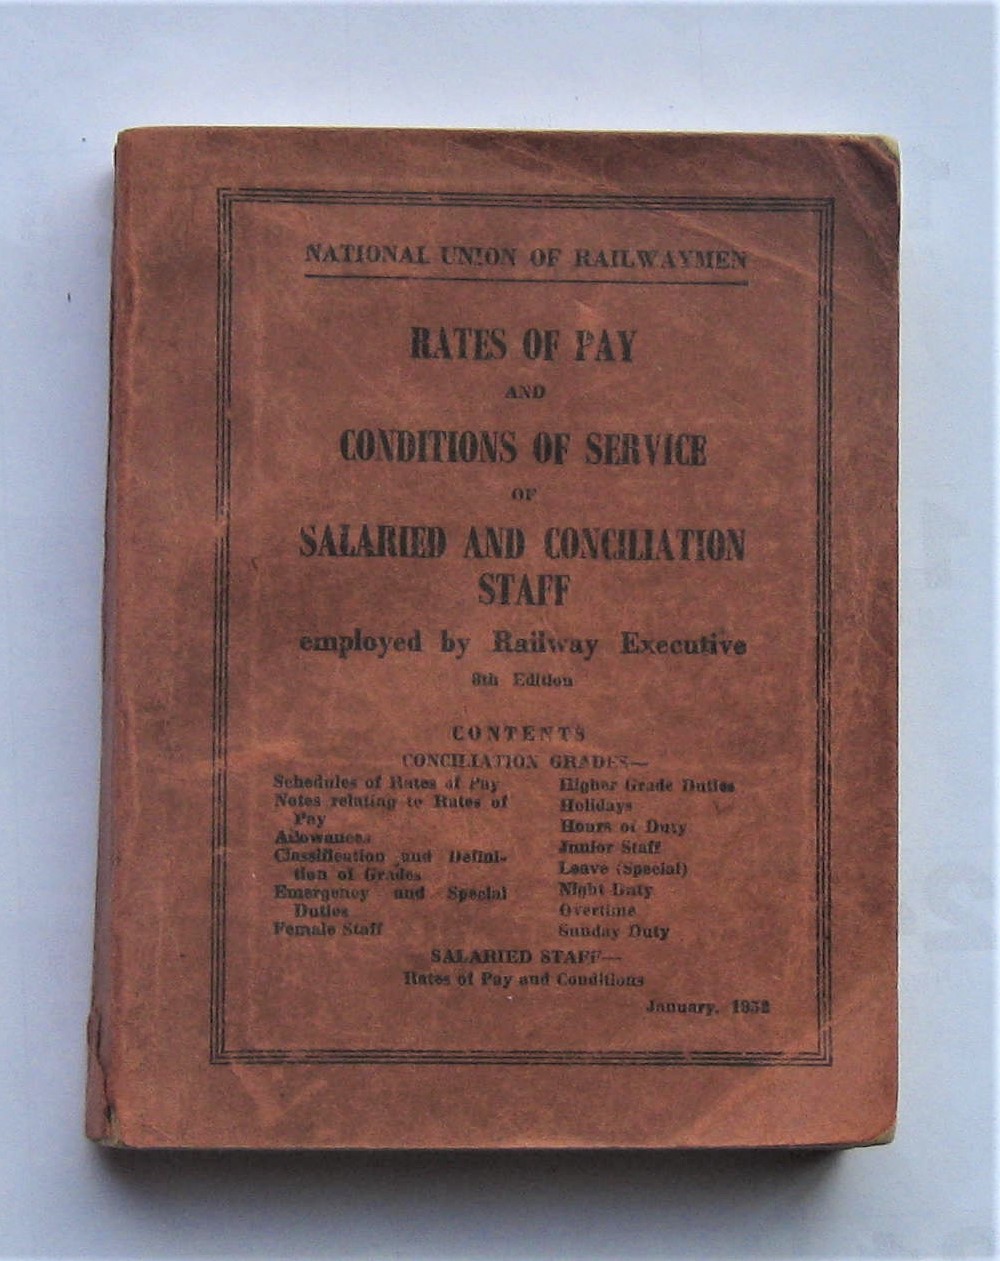 NATIONAL UNION OF RAILWAYMEN
RATES OF PAY
AND
CONDITIONS OF SERVICE
OF
SALARIED AND CONCILIATION
STAFF
employed by Railway Executive
8th Edition
CONTENTS
CONCILIATION GRADES—
Schedules of Rates of Pay
Notes relating to Rates of
Pay
Allowances
Classification and Defini-
tion of Grades
Emergency and Special
Duties
Female Staff
Higher Grade Duties
Holidays
Hours of Duty
Junior Staff
Leave (Special)
Night Duty
Overtime
Sunday Duty
SALARIED STAFF—
Rates of Pay and Conditions
January, 1952